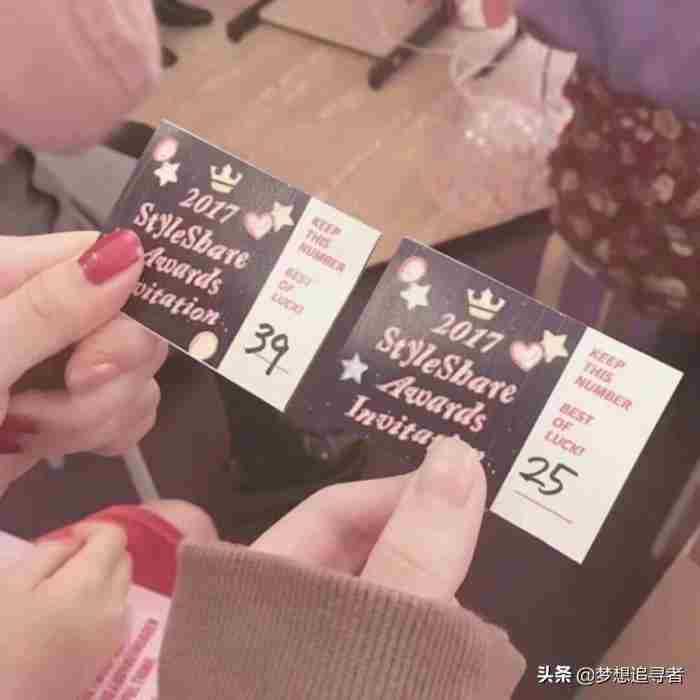 2017
StyleShare
Awards
vitation
KEEP
THIS
NUMBER
BEST
OF
LUCK!
39
2017
StyleShare
Awards
Invitation
KEEP
THIS
NUMBER
BEST
OF
LUCK!
25
头条 @梦想追寻者